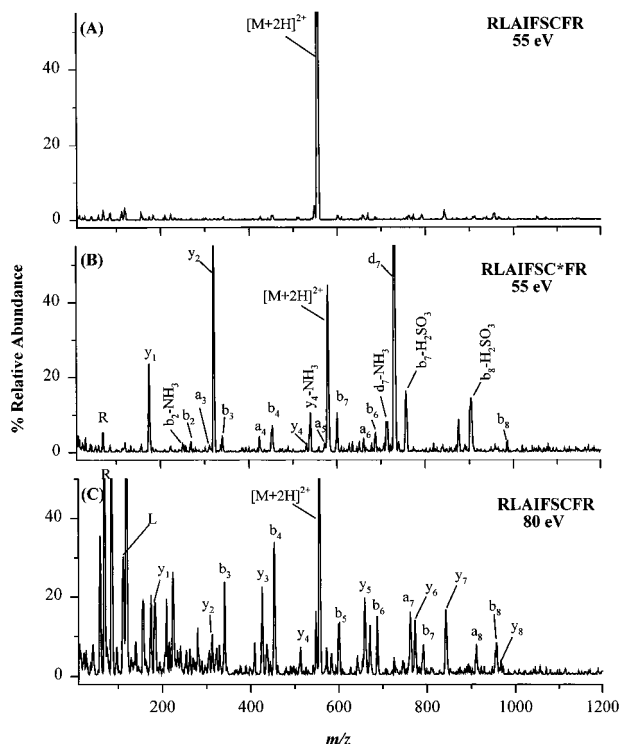 (A)
[M+2H]²⁺
RLAIFSCFR
55 eV
40
20
0
(B)
y₂
d₇
RLAIFSC*FR
55 eV
[M+2H]²⁺
40
20
0
% Relative Abundance
R
y₁
b₂-NH₃
b₂
a₃
b₃
a₄
b₄
y₄
y₄-NH₃
a₅
b₇
a₆
b₆
d₇-NH₃
b₇-H₂SO₃
b₈-H₂SO₃
b₈
(C)
R
L
[M+2H]²⁺
RLAIFSCFR
80 eV
40
20
0
y₁
y₂
b₃
y₃
b₄
y₄
b₅
y₅
b₆
a₇
y₆
b₇
y₇
a₈
b₈
y₈
200 400 600 800 1000 1200
m/z